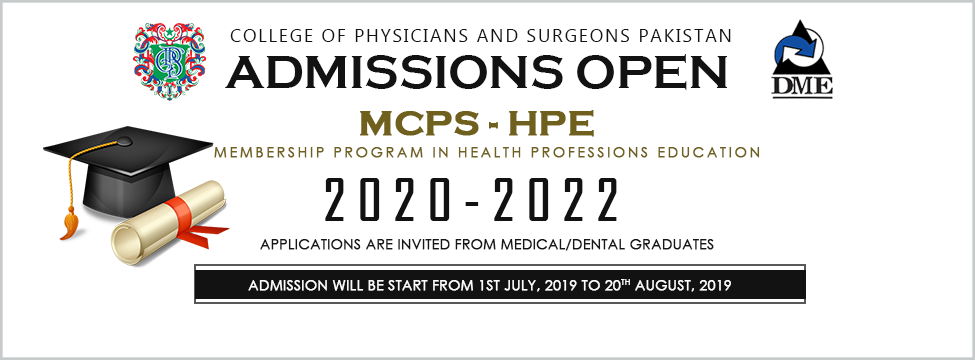 COLLEGE OF PHYSICIANS AND SURGEONS PAKISTAN
ADMISSIONS OPEN
DME
MCPS - HPE
MEMBERSHIP PROGRAM IN HEALTH PROFESSIONS EDUCATION
2020-2022
APPLICATIONS ARE INVITED FROM MEDICAL/DENTAL GRADUATES
ADMISSION WILL BE START FROM 1ST JULY, 2019 TO 20TH AUGUST, 2019